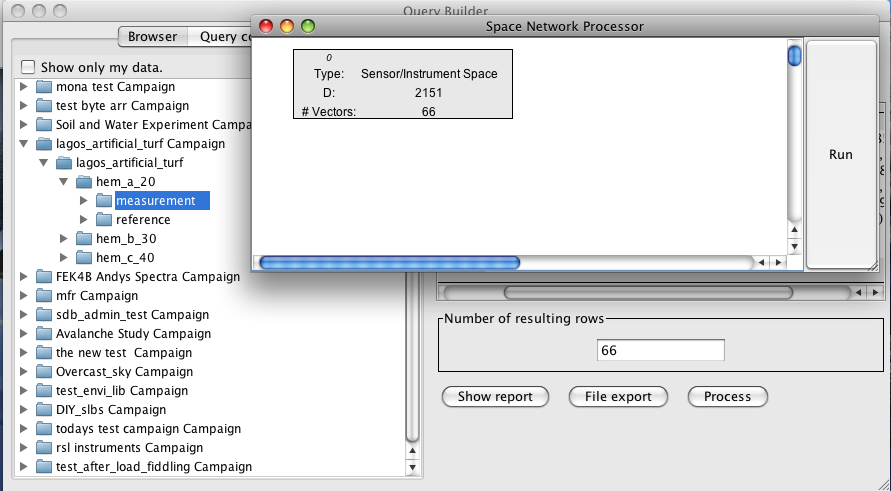 Query Builder
Space Network Processor
Browser
Query co
Show only my data.
mona test Campaign
test byte arr Campaign
Soil and Water Experiment Campa
lagos_artificial_turf Campaign
lagos_artificial_turf
hem_a_20
measurement
reference
hem_b_30
hem_c_40
FEK4B Andys Spectra Campaign
mfr Campaign
sdb_admin_test Campaign
Avalanche Study Campaign
the new test  Campaign
Overcast_sky Campaign
test_envi_lib Campaign
DIY_slbs Campaign
todays test campaign Campaign
rsl instruments Campaign
test_after_load_fiddling Campaign
0
Type: Sensor/Instrument Space
D: 2151
# Vectors: 66
Run
Number of resulting rows
66
Show report
File export
Process